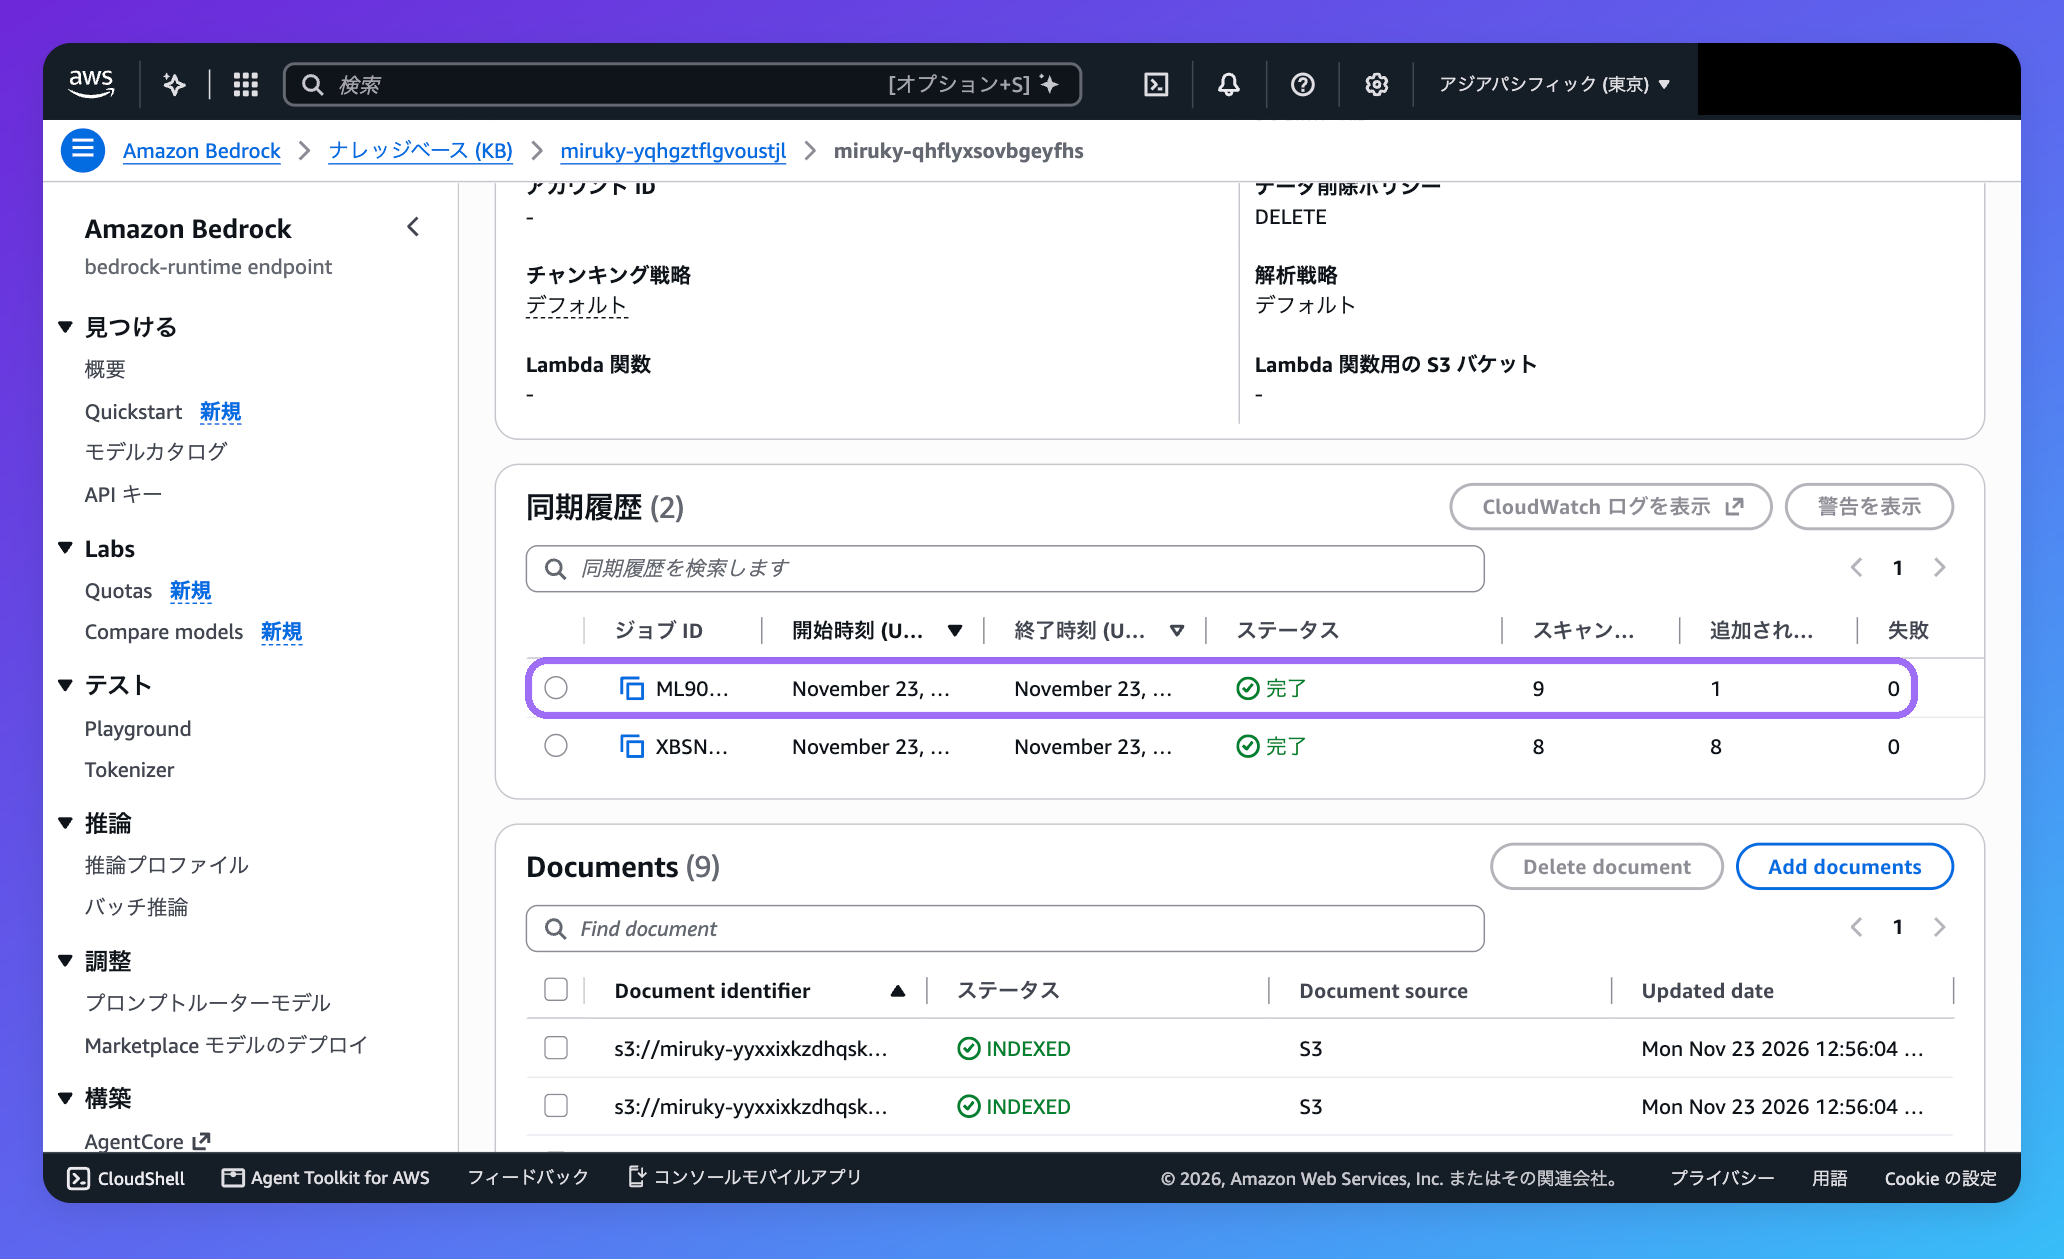 aws
検索
[オプション+S]
アジアパシフィック (東京) ▼
Amazon Bedrock
ナレッジベース (KB)
miruky-yqhgztflgvoustjl
miruky-qhflyxsovbgeyfhs
Amazon Bedrock
bedrock-runtime endpoint
見つける
概要
Quickstart 新規
モデルカタログ
API キー
Labs
Quotas 新規
Compare models 新規
テスト
Playground
Tokenizer
推論
推論プロファイル
バッチ推論
調整
プロンプトルーターモデル
Marketplace モデルのデプロイ
構築
AgentCore
アカウント ID
-
データ削除ポリシー
DELETE
チャンキング戦略
デフォルト
解析戦略
デフォルト
Lambda 関数
-
Lambda 関数用の S3 バケット
-
同期履歴 (2)
CloudWatch ログを表示
警告を表示
同期履歴を検索します
1
ジョブ ID 開始時刻 (U... 終了時刻 (U... ステータス スキャン... 追加され... 失敗
ML90... November 23, ... November 23, ... 完了 9 1 0
XBSN... November 23, ... November 23, ... 完了 8 8 0
Documents (9)
Delete document
Add documents
Find document
1
Document identifier ステータス Document source Updated date
s3://miruky-yyxxixkzdhqsk... INDEXED S3 Mon Nov 23 2026 12:56:04 ...
s3://miruky-yyxxixkzdhqsk... INDEXED S3 Mon Nov 23 2026 12:56:04 ...
CloudShell
Agent Toolkit for AWS
フィードバック
コンソールモバイルアプリ
© 2026, Amazon Web Services, Inc. またはその関連会社。
プライバシー
用語
Cookie の設定